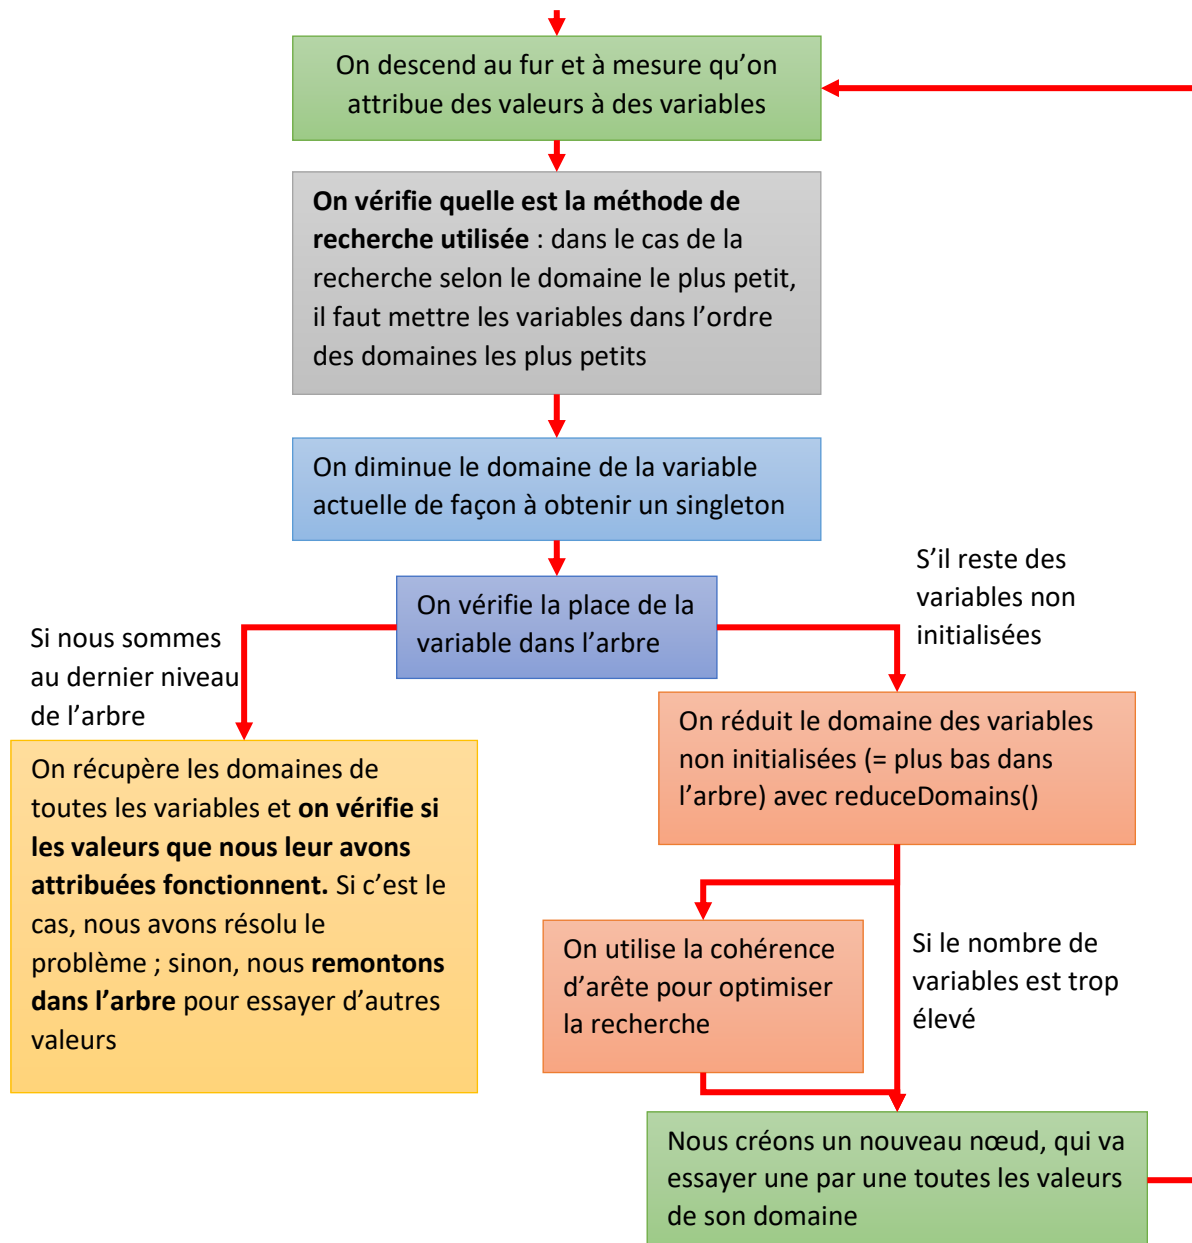 On descend au fur et à mesure qu’on
attribue des valeurs à des variables
On vérifie quelle est la méthode de
recherche utilisée : dans le cas de la
recherche selon le domaine le plus petit,
il faut mettre les variables dans l’ordre
des domaines les plus petits
On diminue le domaine de la variable
actuelle de façon à obtenir un singleton
On vérifie la place de la
variable dans l’arbre
S’il reste des
variables non
initialisées
Si nous sommes
au dernier niveau
de l’arbre
On récupère les domaines de
toutes les variables et on vérifie si
les valeurs que nous leur avons
attribuées fonctionnent. Si c’est le
cas, nous avons résolu le
problème ; sinon, nous remontons
dans l’arbre pour essayer d’autres
valeurs
On réduit le domaine des variables
non initialisées (= plus bas dans
l’arbre) avec reduceDomains()
On utilise la cohérence
d’arête pour optimiser
la recherche
Si le nombre de
variables est trop
élevé
Nous créons un nouveau nœud, qui va
essayer une par une toutes les valeurs
de son domaine